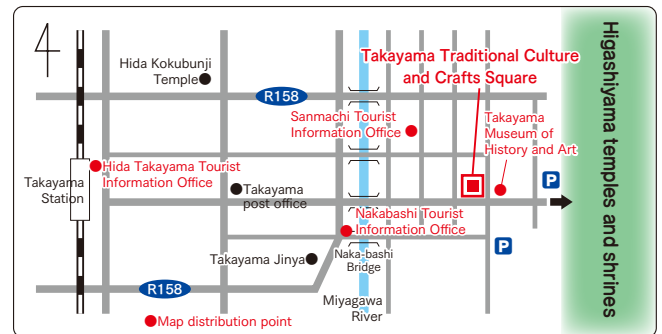 Takayama Traditional Culture
and Crafts Square
Hida Kokubunji
Temple
R158
Sanmachi Tourist
Information Office
Takayama
Museum of
History and Art
Hida Takayama Tourist
Information Office
Takayama
Station
P
Takayama
post office
Nakabashi Tourist
Information Office
P
Takayama Jinya
Naka-bashi
Bridge
R158
Miyagawa
River
Map distribution point
Higashiyama temples and shrines